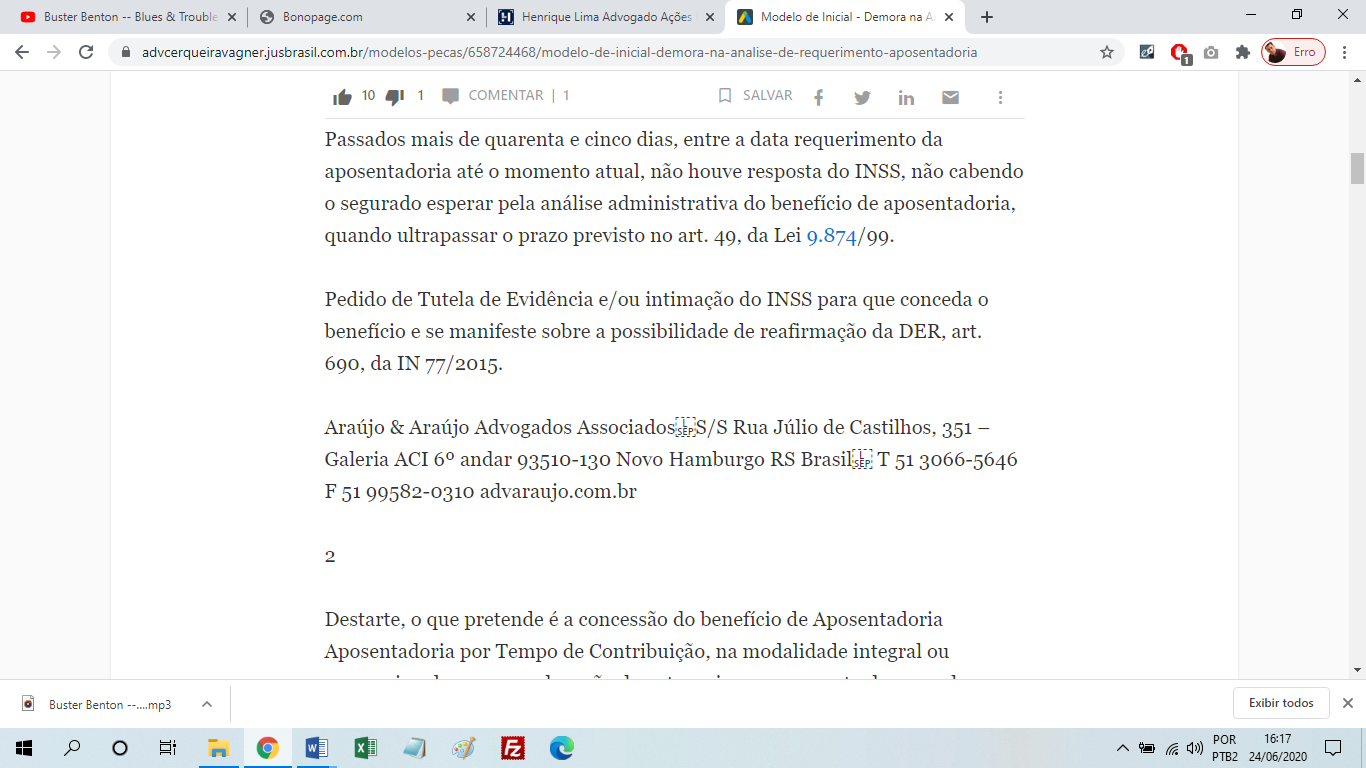 Buster Benton -- Blues & Trouble
Bonopage.com
Henrique Lima Advogado Ações
Modelo de Inicial - Demora na A
advcerqueiravagner.jusbrasil.com.br/modelos-pecas/658724468/modelo-de-inicial-demora-na-analise-de-requerimento-aposentadoria
1
Erro
10 1 COMENTAR | 1 SALVAR
Passados mais de quarenta e cinco dias, entre a data requerimento da
aposentadoria até o momento atual, não houve resposta do INSS, não cabendo
o segurado esperar pela análise administrativa do benefício de aposentadoria,
quando ultrapassar o prazo previsto no art. 49, da Lei 9.874/99.
Pedido de Tutela de Evidência e/ou intimação do INSS para que conceda o
benefício e se manifeste sobre a possibilidade de reafirmação da DER, art.
690, da IN 77/2015.
Araújo & Araújo Advogados Associados L SEP S/S Rua Júlio de Castilhos, 351 –
Galeria ACI 6º andar 93510-130 Novo Hamburgo RS Brasil L SEP T 51 3066-5646
F 51 99582-0310 advaraujo.com.br
2
Destarte, o que pretende é a concessão do benefício de Aposentadoria
Aposentadoria por Tempo de Contribuição, na modalidade integral ou
Buster Benton --....mp3
Exibir todos
POR
PTB2
16:17
24/06/2020